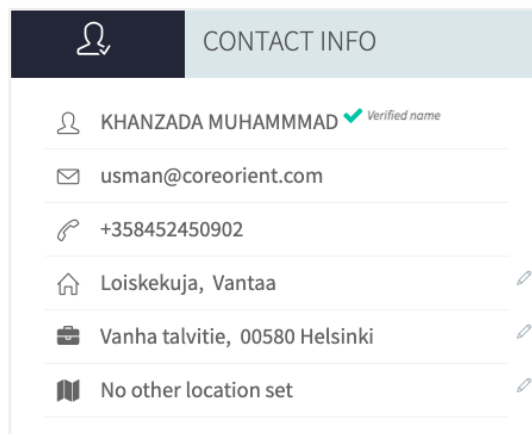 CONTACT INFO
KHANZADA MUHAMMMAD Verified name
usman@coreorient.com
+358452450902
Loiskekuja, Vantaa
Vanha talvitie, 00580 Helsinki
No other location set